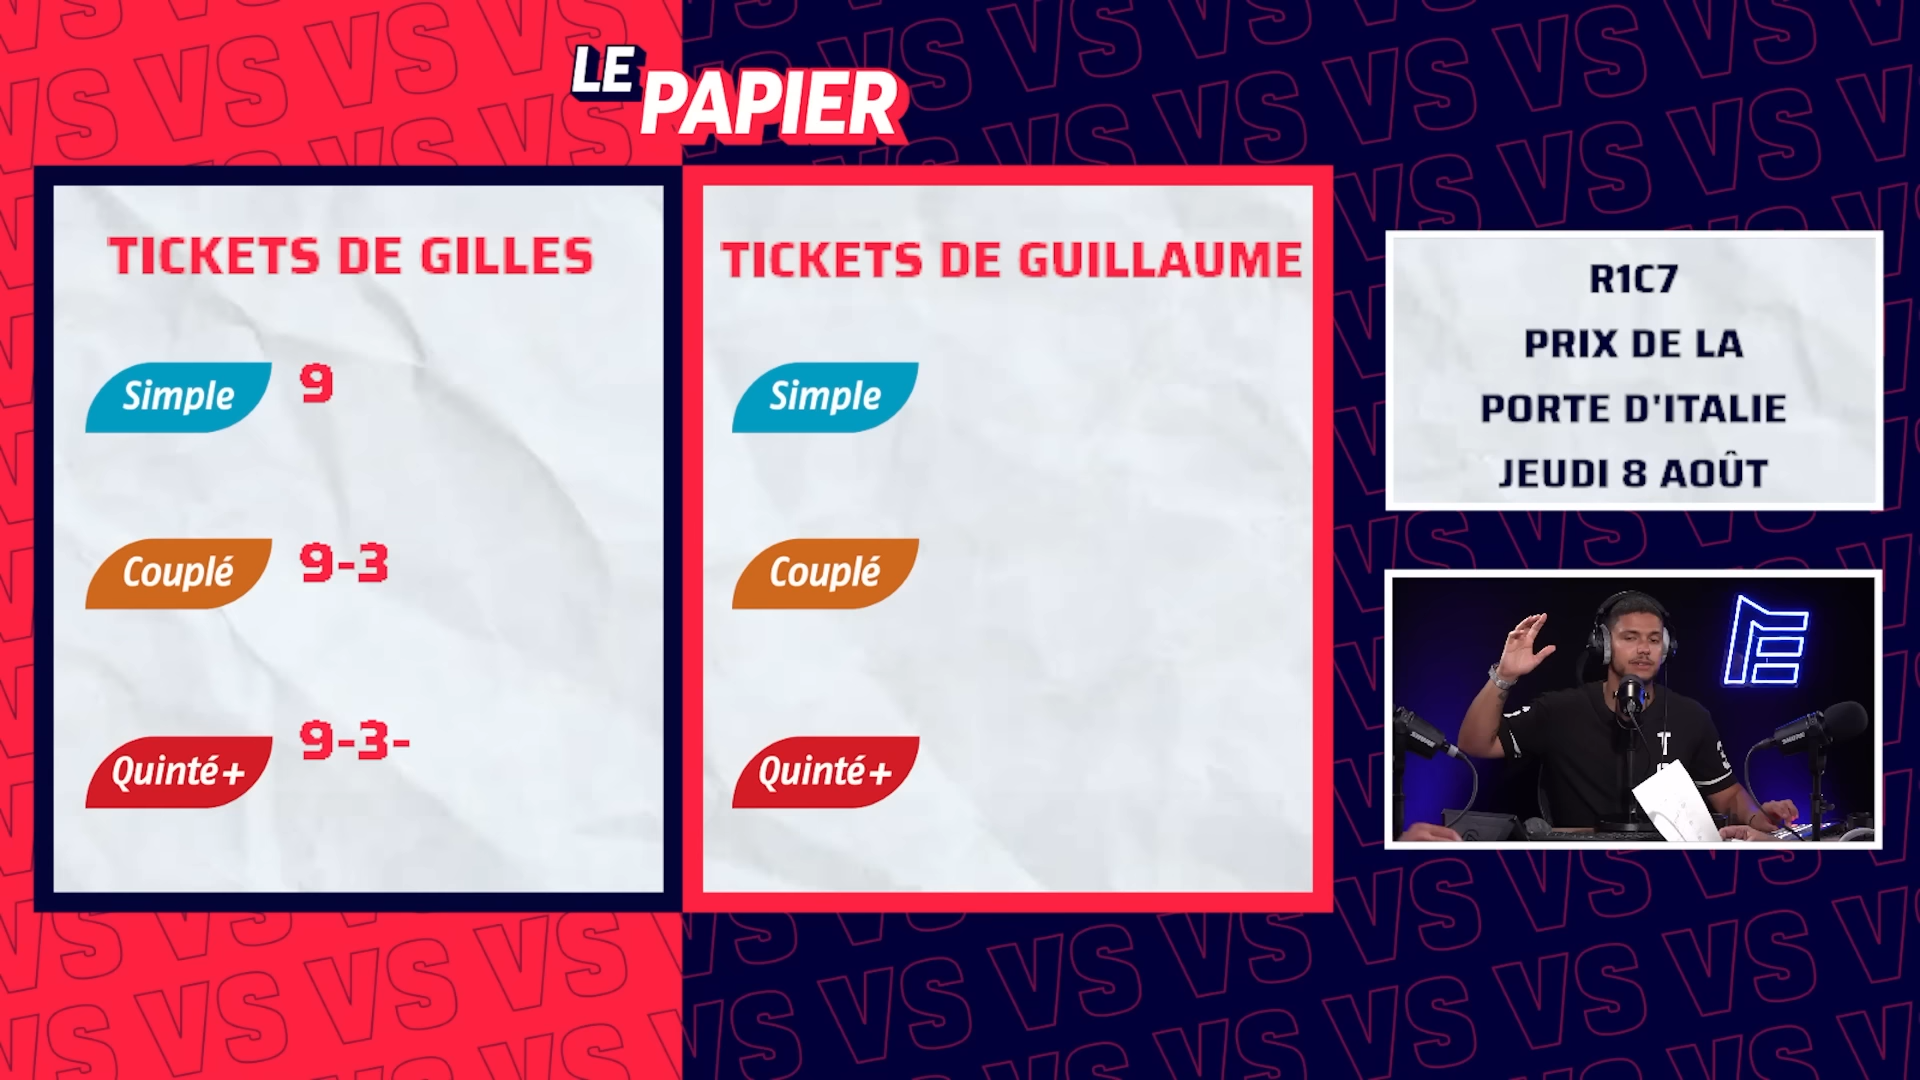 LE
PAPIER
TICKETS DE GILLES
Simple 9
Couplé 9-3
Quinté+ 9-3-
TICKETS DE GUILLAUME
Simple
Couplé
Quinté+
R1C7
PRIX DE LA
PORTE D'ITALIE
JEUDI 8 AOÛT